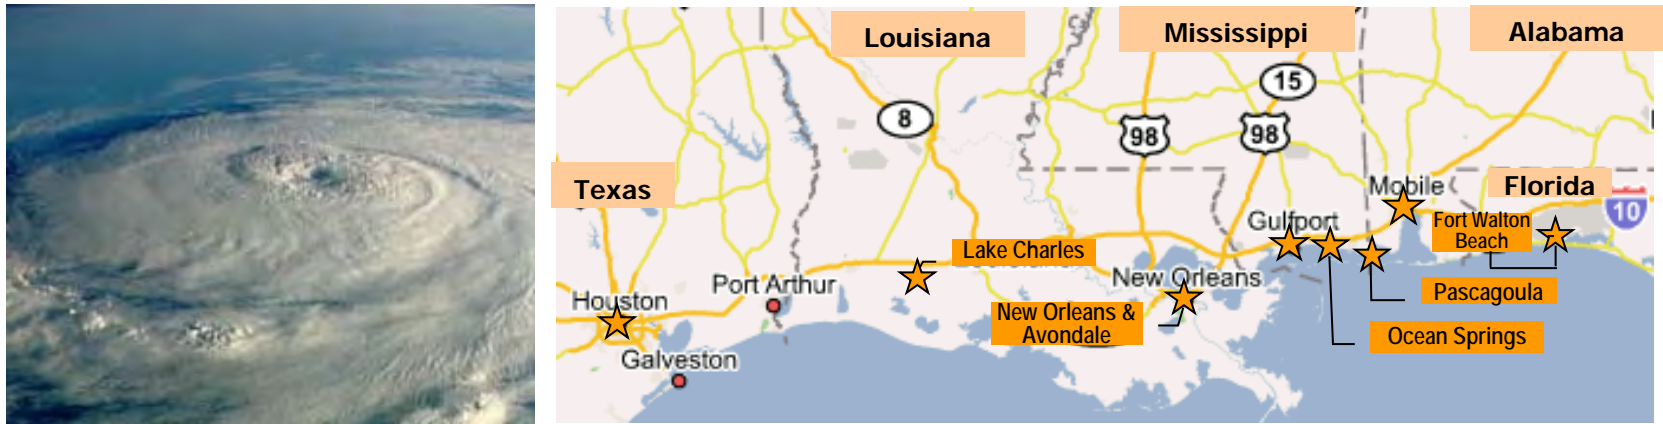 Louisiana
Mississippi
Alabama
15
8
98
98
Texas
Mobile
Florida
10
Gulfport
Fort Walton
Beach
Lake Charles
New Orleans
Port Arthur
Pascagoula
Houston
New Orleans &
Avondale
Ocean Springs
Galveston